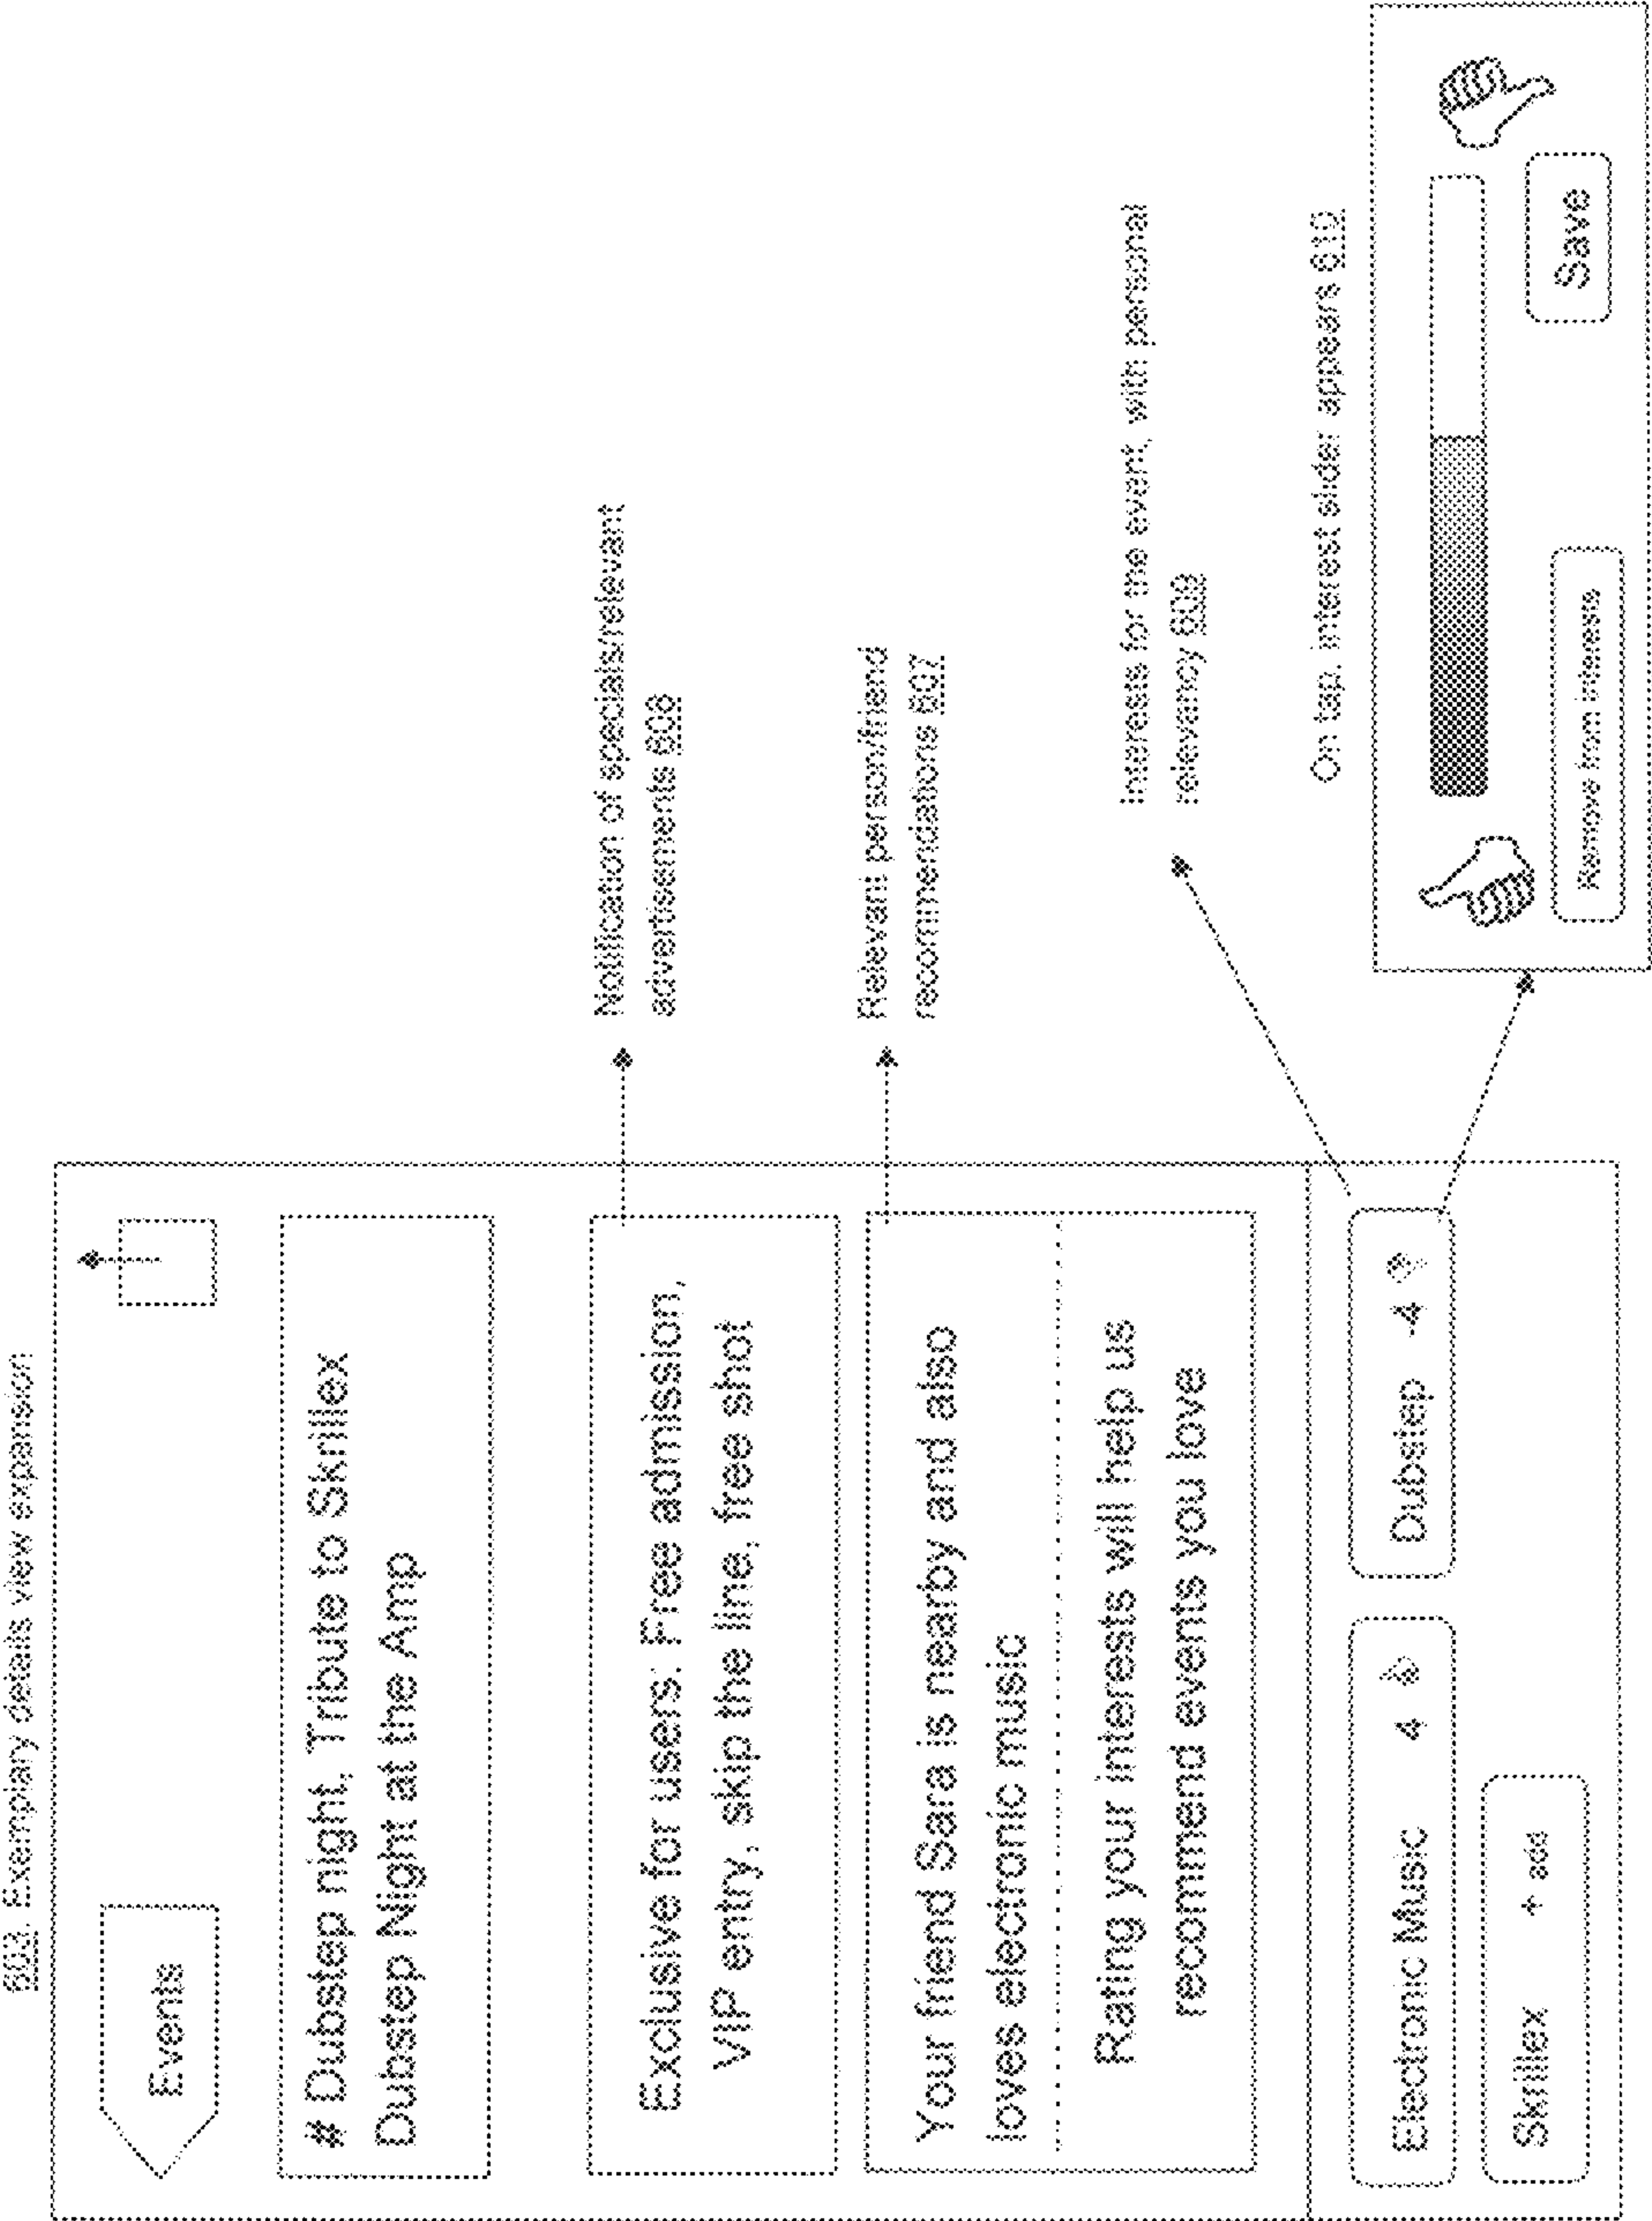 603. Exemplary details view expansion
Events
# Dubstep night, Tribute to Skrillex
Dubstep Night at the Amp
Exclusive for users: Free admission,
VIP entry, skip the line, free shot
Notification of specials/relevant
advertisements 608
Your friend Sara is nearby and also
loves electronic music
Relevant person/friend
recommendations 607
Rating your interests will help us
recommend events you love
Interests for the event, with personal
relevancy 609
Electronic Music 4
Dubstep -4
Skrillex + add
On tap, interest slider appears 610
Remove from interests
Save